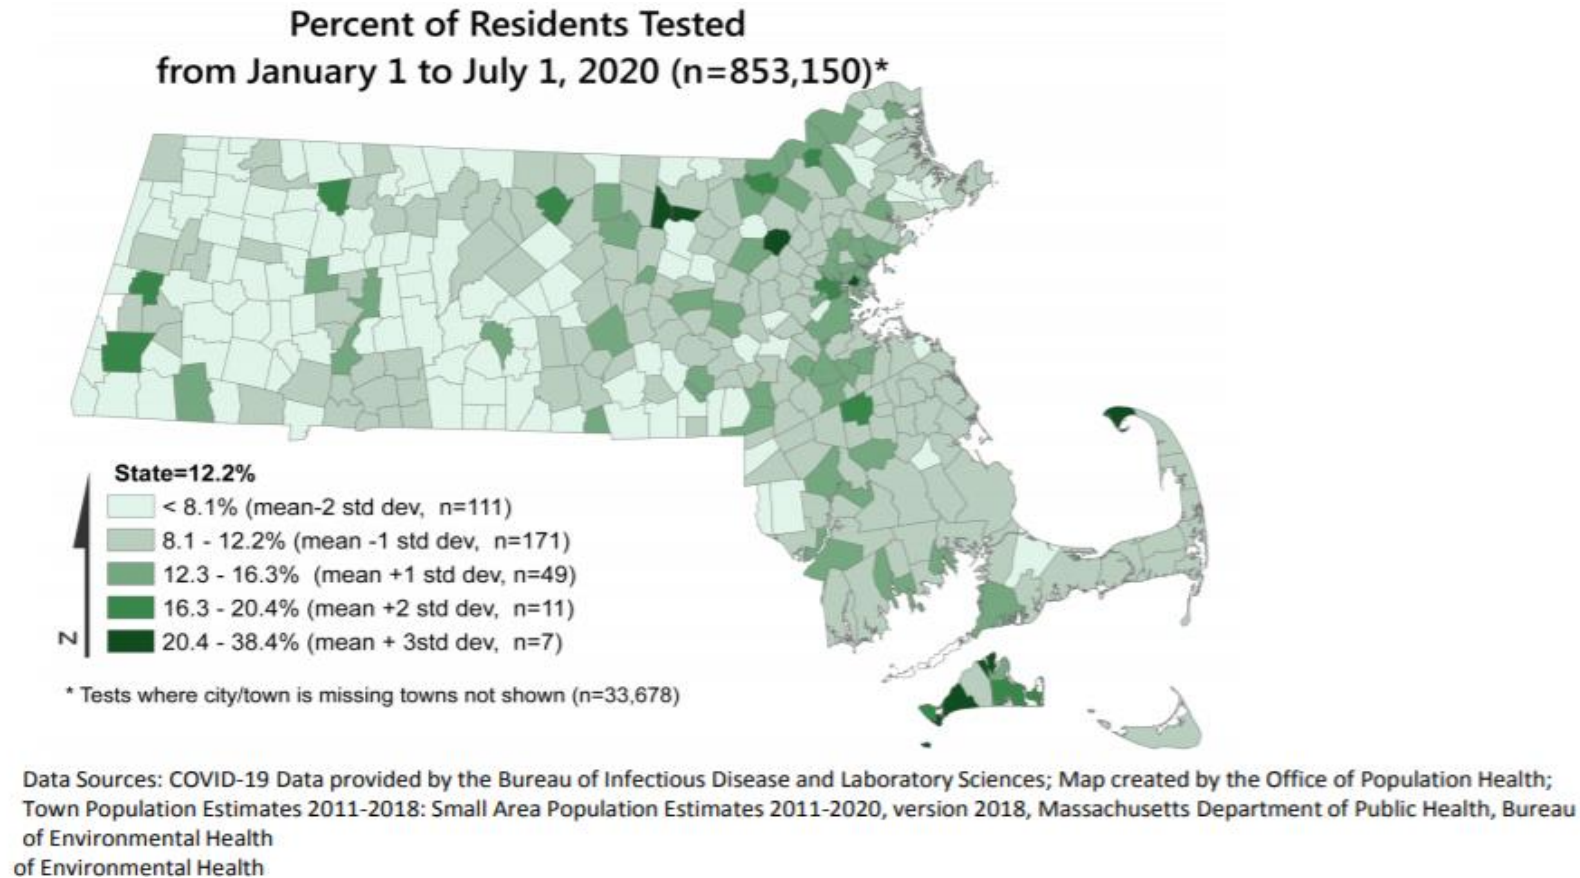 Percent of Residents Tested
from January 1 to July 1, 2020 (n=853,150)*
State=12.2%
< 8.1% (mean-2 std dev, n=111)
8.1 - 12.2% (mean -1 std dev, n=171)
12.3 - 16.3% (mean +1 std dev, n=49)
16.3 - 20.4% (mean +2 std dev, n=11)
20.4 - 38.4% (mean + 3std dev, n=7)
N
* Tests where city/town is missing towns not shown (n=33,678)
Data Sources: COVID-19 Data provided by the Bureau of Infectious Disease and Laboratory Sciences; Map created by the Office of Population Health;
Town Population Estimates 2011-2018: Small Area Population Estimates 2011-2020, version 2018, Massachusetts Department of Public Health, Bureau
of Environmental Health
of Environmental Health